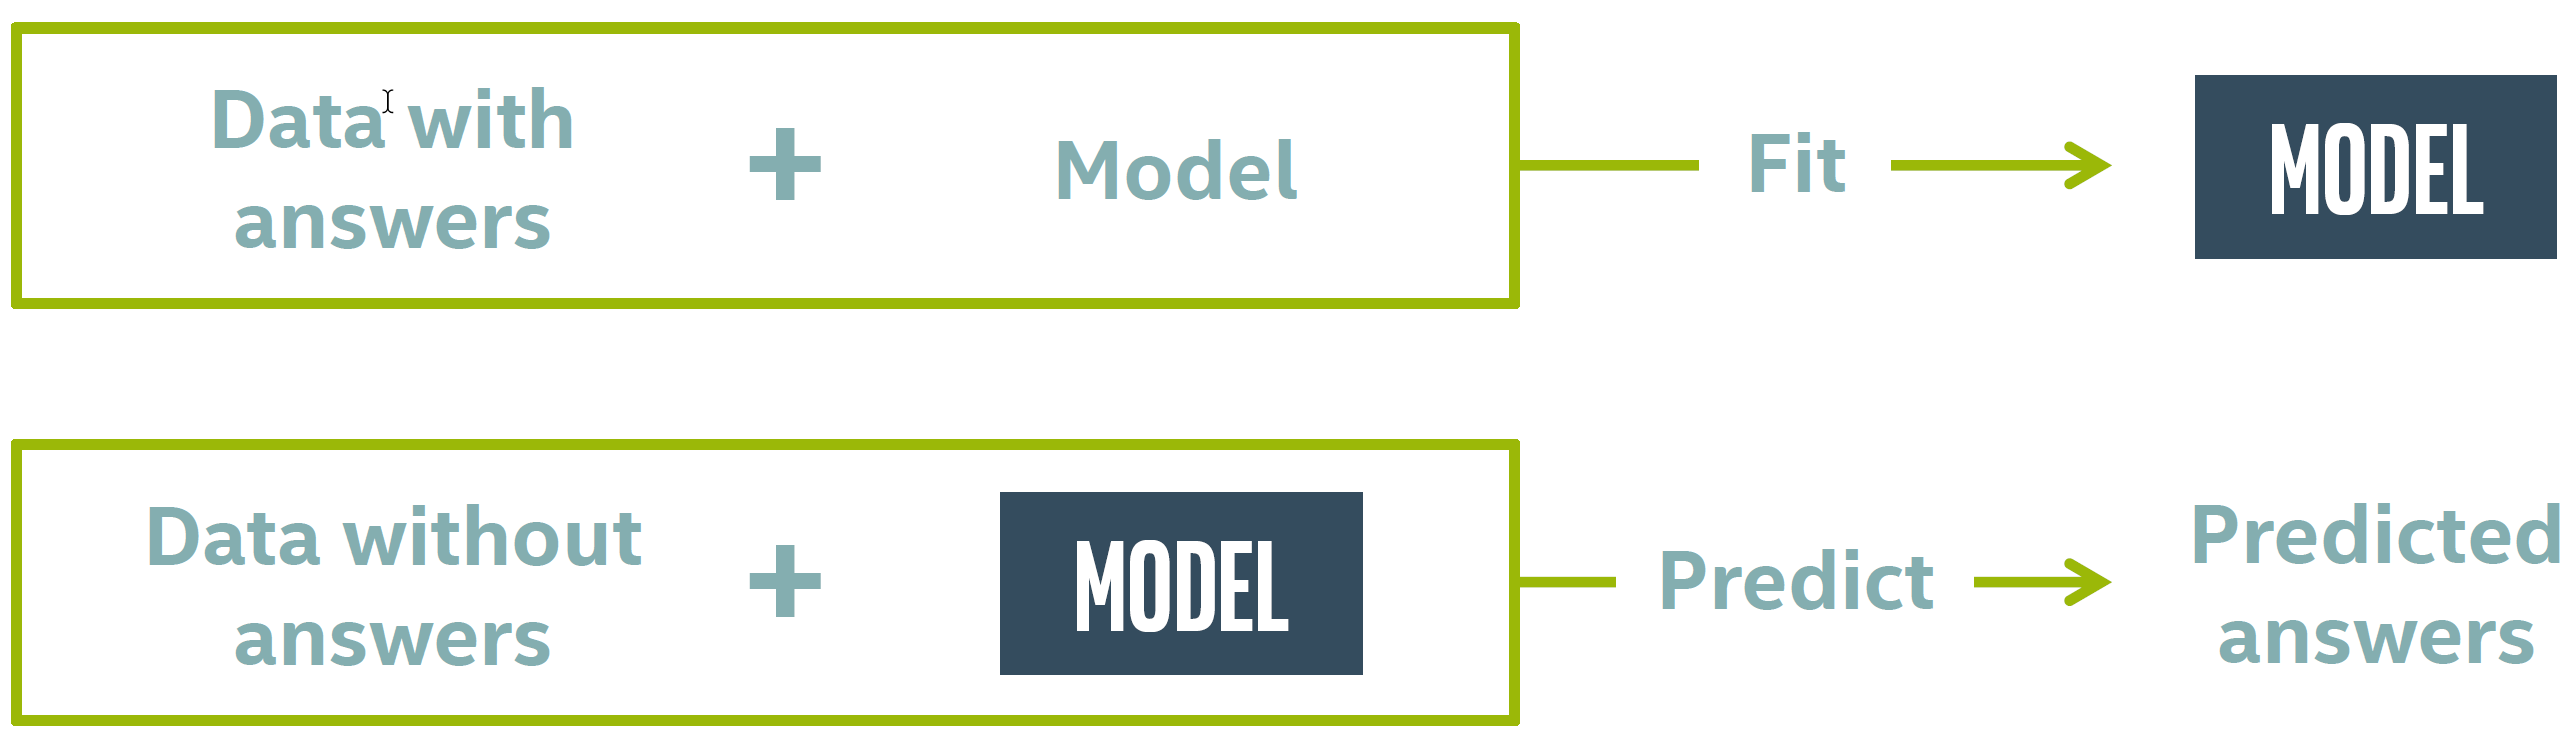 Data with
answers
+
Model
Fit
MODEL
Data without
answers
+
MODEL
Predict
Predicted
answers